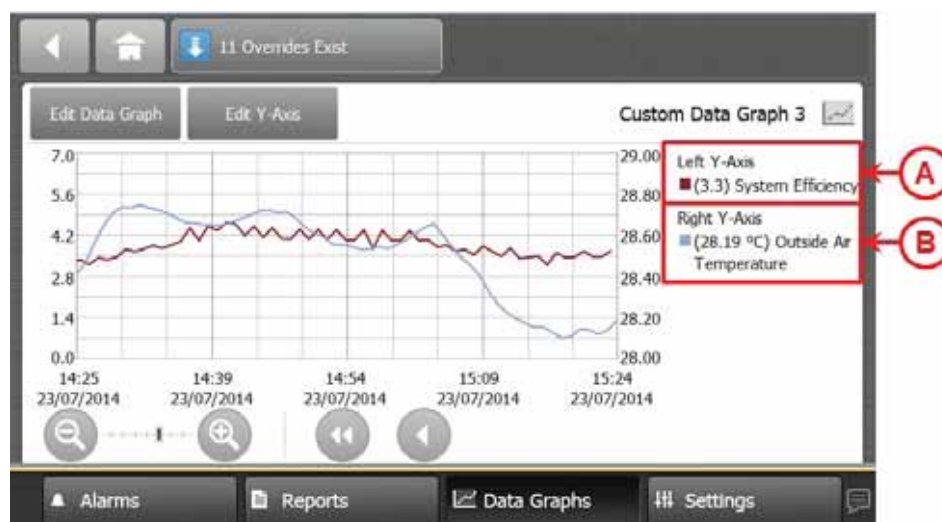 11 Overrides Exist
Edit Data Graph
Edit Y-Axis
Custom Data Graph 3
7.0
5.6
4.2
2.8
1.4
0.0
29.00
28.80
28.60
28.40
28.20
28.00
14:25
23/07/2014
14:39
23/07/2014
14:54
23/07/2014
15:09
23/07/2014
15:24
23/07/2014
Left Y-Axis
(3.3) System Efficiency
Right Y-Axis
(28.19 ºC) Outside Air
Temperature
A
B
Alarms
Reports
Data Graphs
Settings